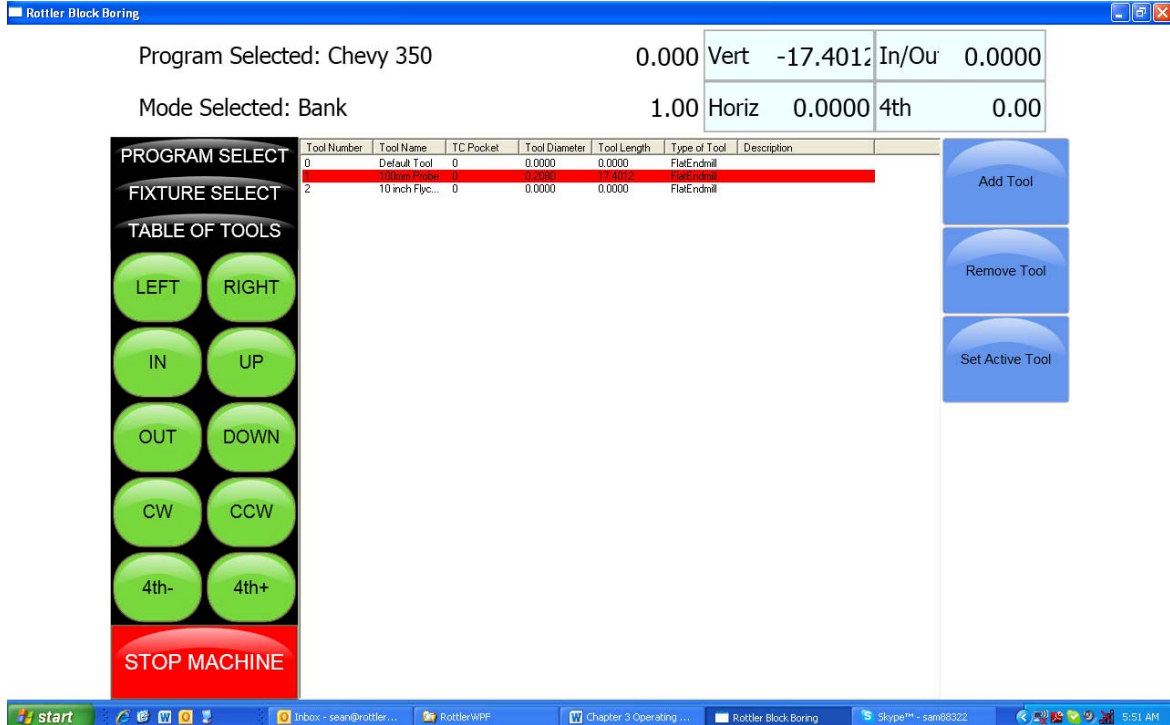 Rottler Block Boring
Program Selected: Chevy 350 0.000 Vert -17.4012 In/Ou 0.0000
Mode Selected: Bank 1.00 Horiz 0.0000 4th 0.00
PROGRAM SELECT
FIXTURE SELECT
TABLE OF TOOLS
LEFT RIGHT
IN UP
OUT DOWN
CW CCW
4th- 4th+
STOP MACHINE
Tool Number Tool Name TC Pocket Tool Diameter Tool Length Type of Tool Description
0 Default Tool 0 0.0000 0.0000 FlatEndmill
1 100mm Probe 0 0.2080 17.4012 FlatEndmill
2 10 inch Flyc... 0 0.0000 0.0000 FlatEndmill
Add Tool
Remove Tool
Set Active Tool
start Inbox - sean@rottler... RottlerWPF Chapter 3 Operating ... Rottler Block Boring Skype™ - sam88322 5:51 AM